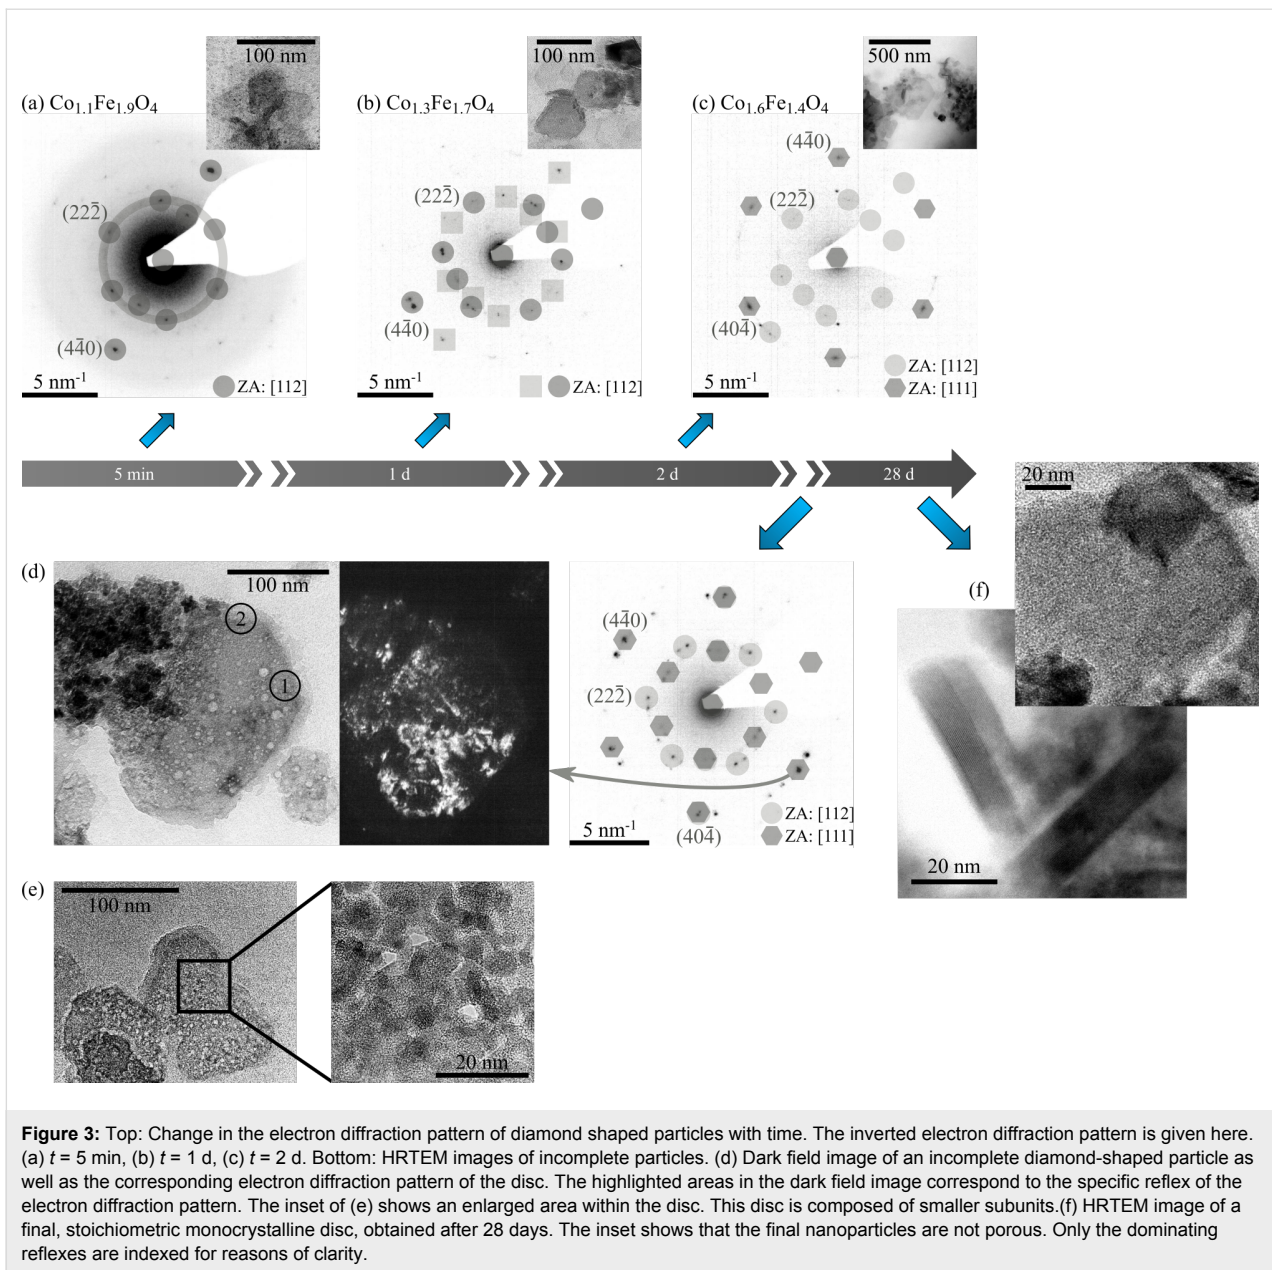 100 nm
(a) Co1.1Fe1.9O4
(222̅)
(44̅0)
5 nm-1
ZA: [112]
100 nm
(b) Co1.3Fe1.7O4
(222̅)
(44̅0)
5 nm-1
ZA: [112]
500 nm
(c) Co1.6Fe1.4O4
(44̅0)
(222̅)
(404̅)
5 nm-1
ZA: [112]
ZA: [111]
5 min
1 d
2 d
28 d
20 nm
(d)
100 nm
2
1
(44̅0)
(222̅)
(404̅)
5 nm-1
ZA: [112]
ZA: [111]
(f)
20 nm
(e)
100 nm
20 nm
Figure 3: Top: Change in the electron diffraction pattern of diamond shaped particles with time. The inverted electron diffraction pattern is given here.
(a) t = 5 min, (b) t = 1 d, (c) t = 2 d. Bottom: HRTEM images of incomplete particles. (d) Dark field image of an incomplete diamond-shaped particle as
well as the corresponding electron diffraction pattern of the disc. The highlighted areas in the dark field image correspond to the specific reflex of the
electron diffraction pattern. The inset of (e) shows an enlarged area within the disc. This disc is composed of smaller subunits.(f) HRTEM image of a
final, stoichiometric monocrystalline disc, obtained after 28 days. The inset shows that the final nanoparticles are not porous. Only the dominating
reflexes are indexed for reasons of clarity.